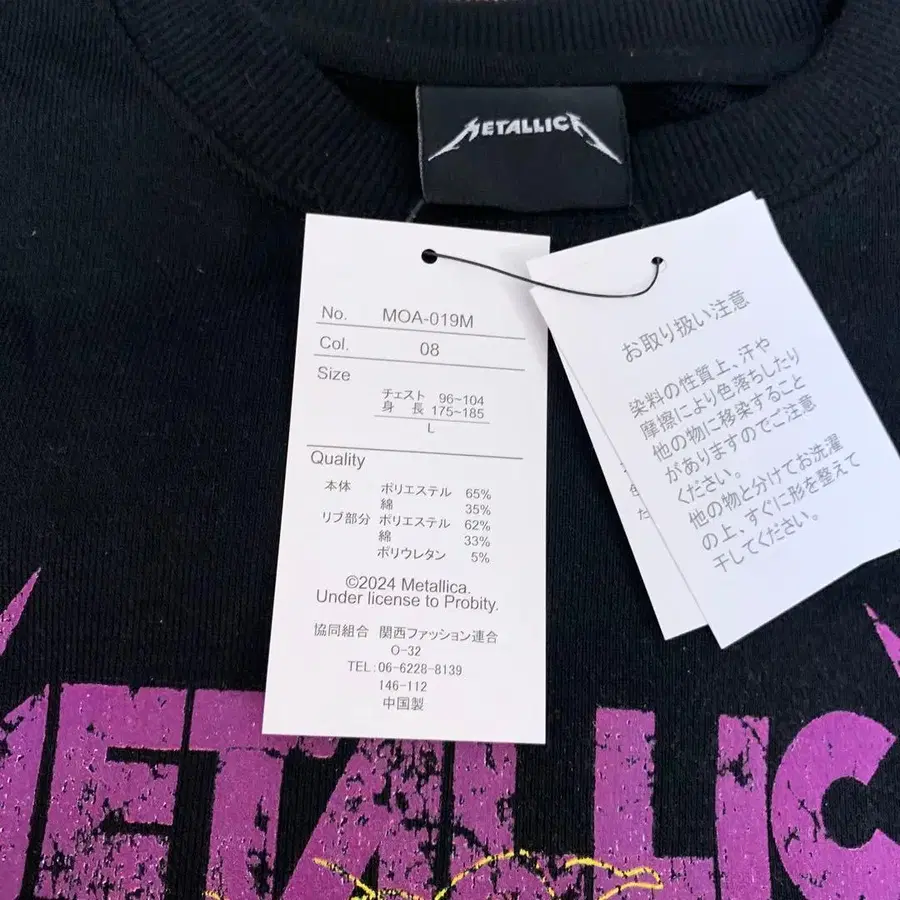 METALLICA
No. MOA-019M
Col. 08
Size
チェスト 96~104
身 長 175~185
L
Quality
本体 ポリエステル 65%
綿 35%
リブ部分 ポリエステル 62%
綿 33%
ポリウレタン 5%
©2024 Metallica.
Under license to Probity.
協同組合 関西ファッション連合
O-32
TEL:06-6228-8139
146-112
中国製
お取り扱い注意
染料の性質上、汗や
摩擦により色落ちしたり
他の物に移染すること
がありますのでご注意
ください。
他の物と分けてお洗濯
の上、すぐに形を整えて
干してください。
METALLIC